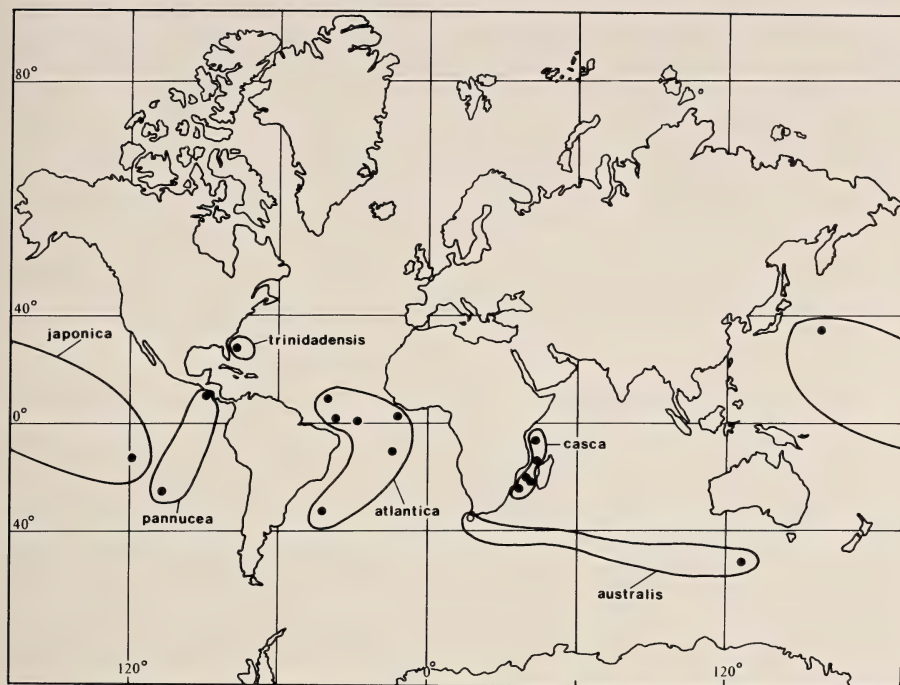 80°
40°
japonica
trinidadensis
0°
casca
pannucea
atlantica
40°
australis
120°
0°
120°